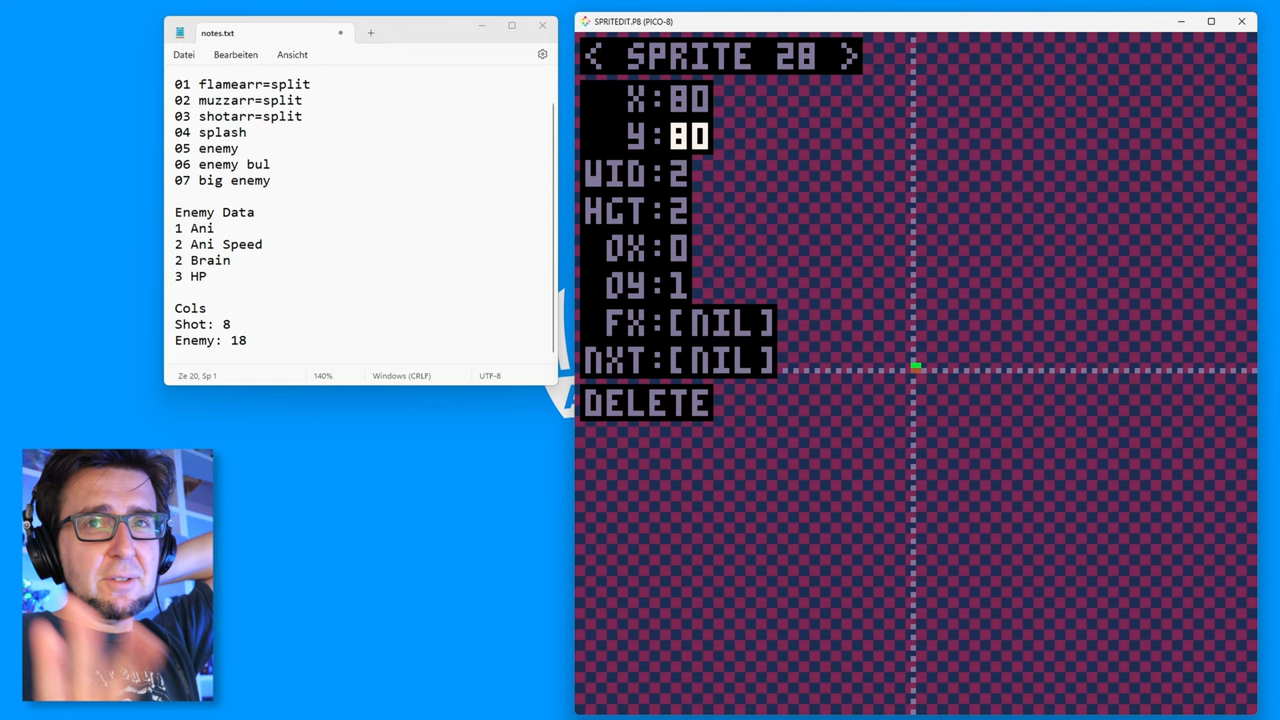 notes.txt
Datei Bearbeiten Ansicht
01 flamearr=split
02 muzzarr=split
03 shotarr=split
04 splash
05 enemy
06 enemy bul
07 big enemy
Enemy Data
1 Ani
2 Ani Speed
2 Brain
3 HP
Cols
Shot: 8
Enemy: 18
Ze 20, Sp 1 140% Windows (CRLF) UTF-8
SPRITEDIT.P8 (PICO-8)
< SPRITE 28 >
X:80
Y:80
WID:2
HGT:2
OX:0
OY:1
FX:[NIL]
NXT:[NIL]
DELETE